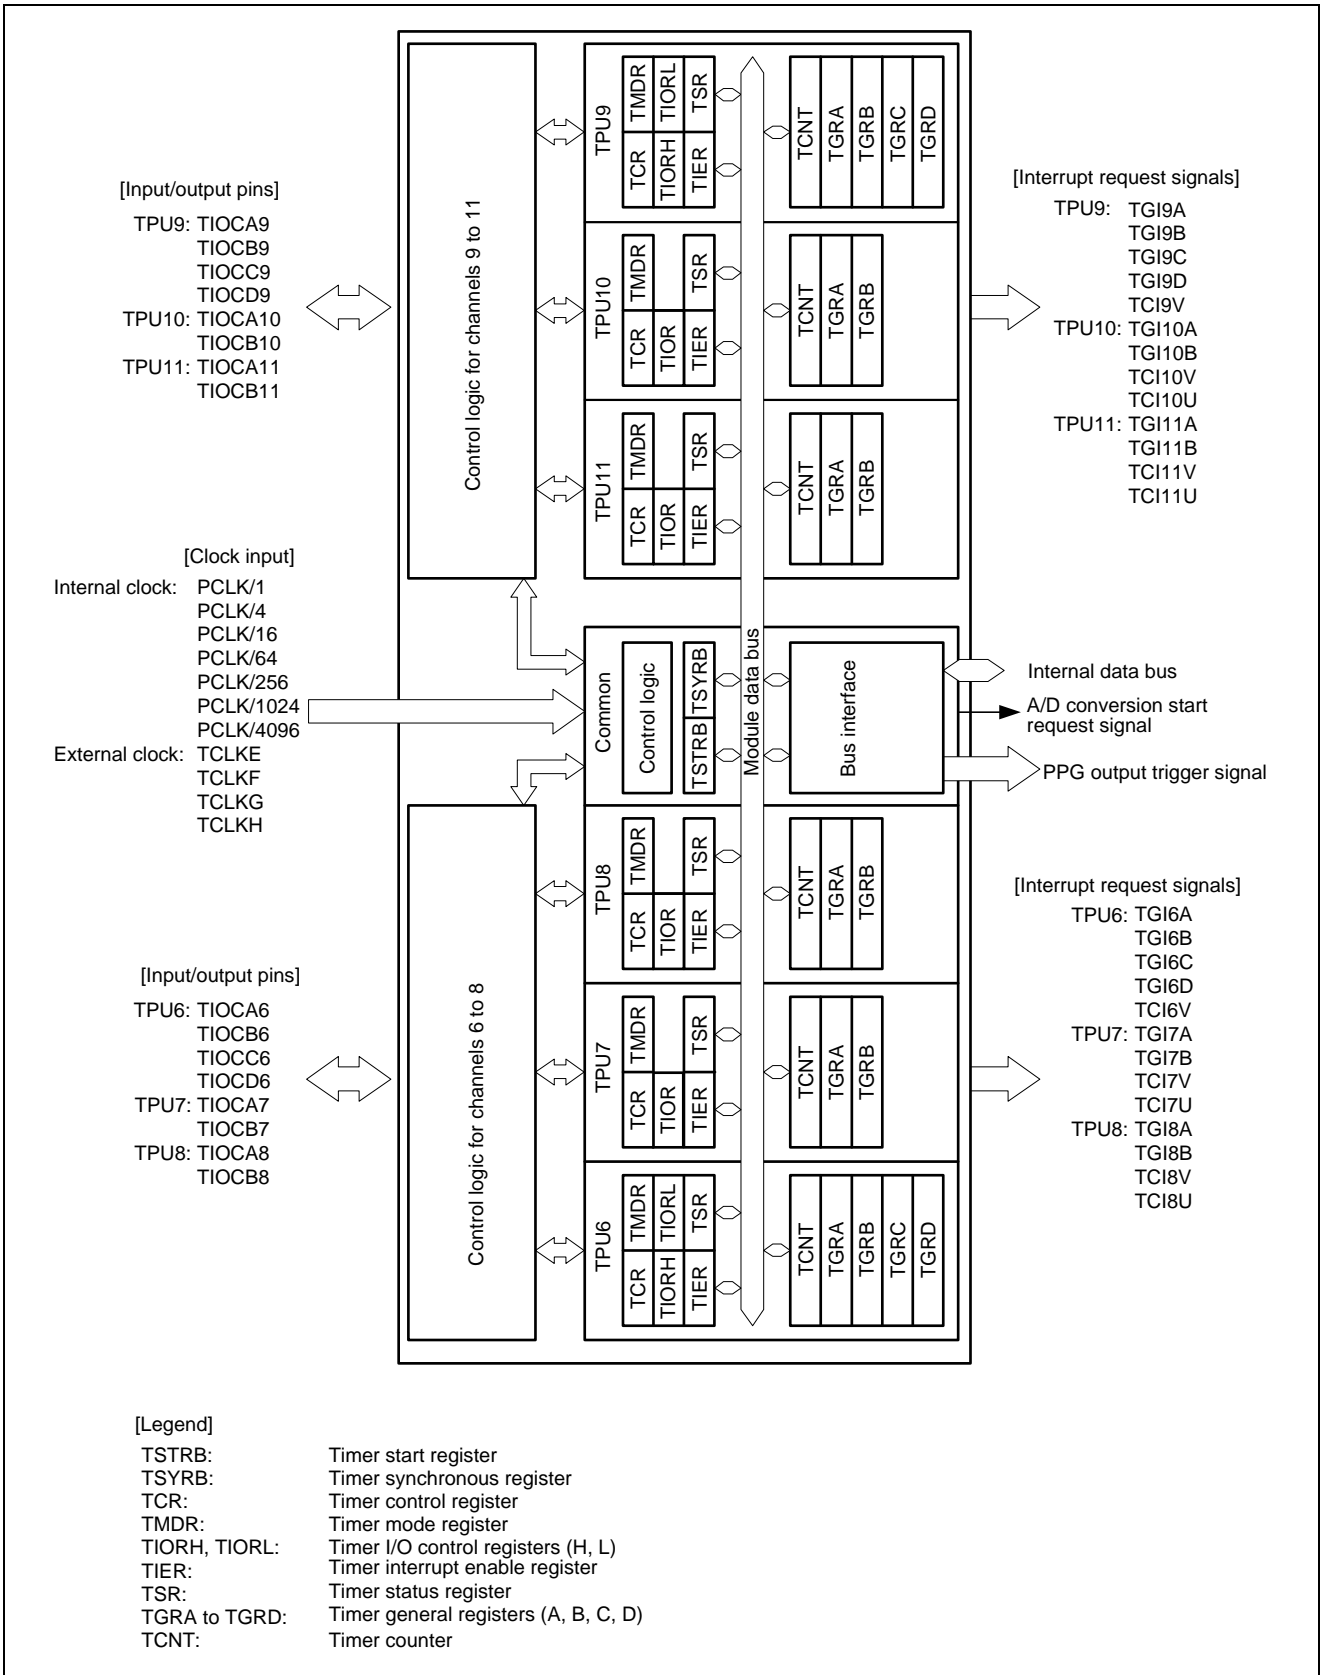 [Input/output pins]
TPU9: TIOCA9
TIOCB9
TIOCC9
TIOCD9
TPU10: TIOCA10
TIOCB10
TPU11: TIOCA11
TIOCB11
[Clock input]
Internal clock: PCLK/1
PCLK/4
PCLK/16
PCLK/64
PCLK/256
PCLK/1024
PCLK/4096
External clock: TCLKE
TCLKF
TCLKG
TCLKH
[Input/output pins]
TPU6: TIOCA6
TIOCB6
TIOCC6
TIOCD6
TPU7: TIOCA7
TIOCB7
TPU8: TIOCA8
TIOCB8
Control logic for channels 9 to 11
Control logic for channels 6 to 8
TPU9
TCR TMDR
TIORH TIORL
TIER TSR
TCNT
TGRA
TGRB
TGRC
TGRD
TPU10
TCR TMDR
TIOR
TIER TSR
TCNT
TGRA
TGRB
TPU11
TCR TMDR
TIOR
TIER TSR
TCNT
TGRA
TGRB
Common
Control logic
TSTRB TSYRB
Module data bus
Bus interface
TPU8
TCR TMDR
TIOR
TIER TSR
TCNT
TGRA
TGRB
TPU7
TCR TMDR
TIOR
TIER TSR
TCNT
TGRA
TGRB
TPU6
TCR TMDR
TIORH TIORL
TIER TSR
TCNT
TGRA
TGRB
TGRC
TGRD
[Interrupt request signals]
TPU9: TGI9A
TGI9B
TGI9C
TGI9D
TCI9V
TPU10: TGI10A
TGI10B
TCI10V
TCI10U
TPU11: TGI11A
TGI11B
TCI11V
TCI11U
Internal data bus
A/D conversion start
request signal
PPG output trigger signal
[Interrupt request signals]
TPU6: TGI6A
TGI6B
TGI6C
TGI6D
TCI6V
TPU7: TGI7A
TGI7B
TCI7V
TCI7U
TPU8: TGI8A
TGI8B
TCI8V
TCI8U
[Legend]
TSTRB: Timer start register
TSYRB: Timer synchronous register
TCR: Timer control register
TMDR: Timer mode register
TIORH, TIORL: Timer I/O control registers (H, L)
TIER: Timer interrupt enable register
TSR: Timer status register
TGRA to TGRD: Timer general registers (A, B, C, D)
TCNT: Timer counter